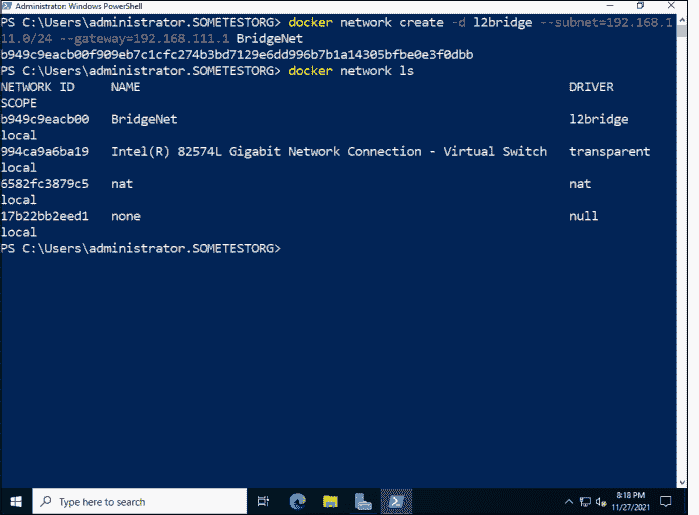 Administrator: Windows PowerShell
PS C:\Users\administrator.SOMETESTORG> docker network create -d l2bridge --subnet=192.168.1
11.0/24 --gateway=192.168.111.1 BridgeNet
b949c9eacb00f909eb7c1cfc274b3bd7129e6dd996b7b1a14305bfbe0e3f0dbb
PS C:\Users\administrator.SOMETESTORG> docker network ls
NETWORK ID NAME DRIVER
SCOPE
b949c9eacb00 BridgeNet l2bridge
local
994ca9a6ba19 Intel(R) 82574L Gigabit Network Connection - Virtual Switch transparent
local
6582fc3879c5 nat nat
local
17b22bb2eed1 none null
local
PS C:\Users\administrator.SOMETESTORG>
Type here to search
8:18 PM
11/27/2021